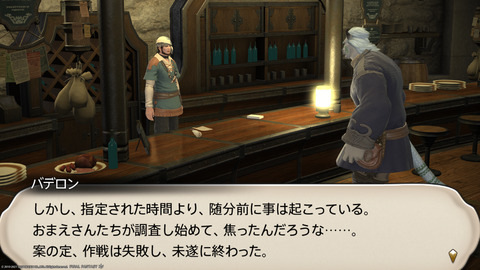 バデロン
しかし、指定された時間より、随分前に事は起こっている。
おまえさんたちが調査し始めて、焦ったんだろうな……。
案の定、作戦は失敗し、未遂に終わった。